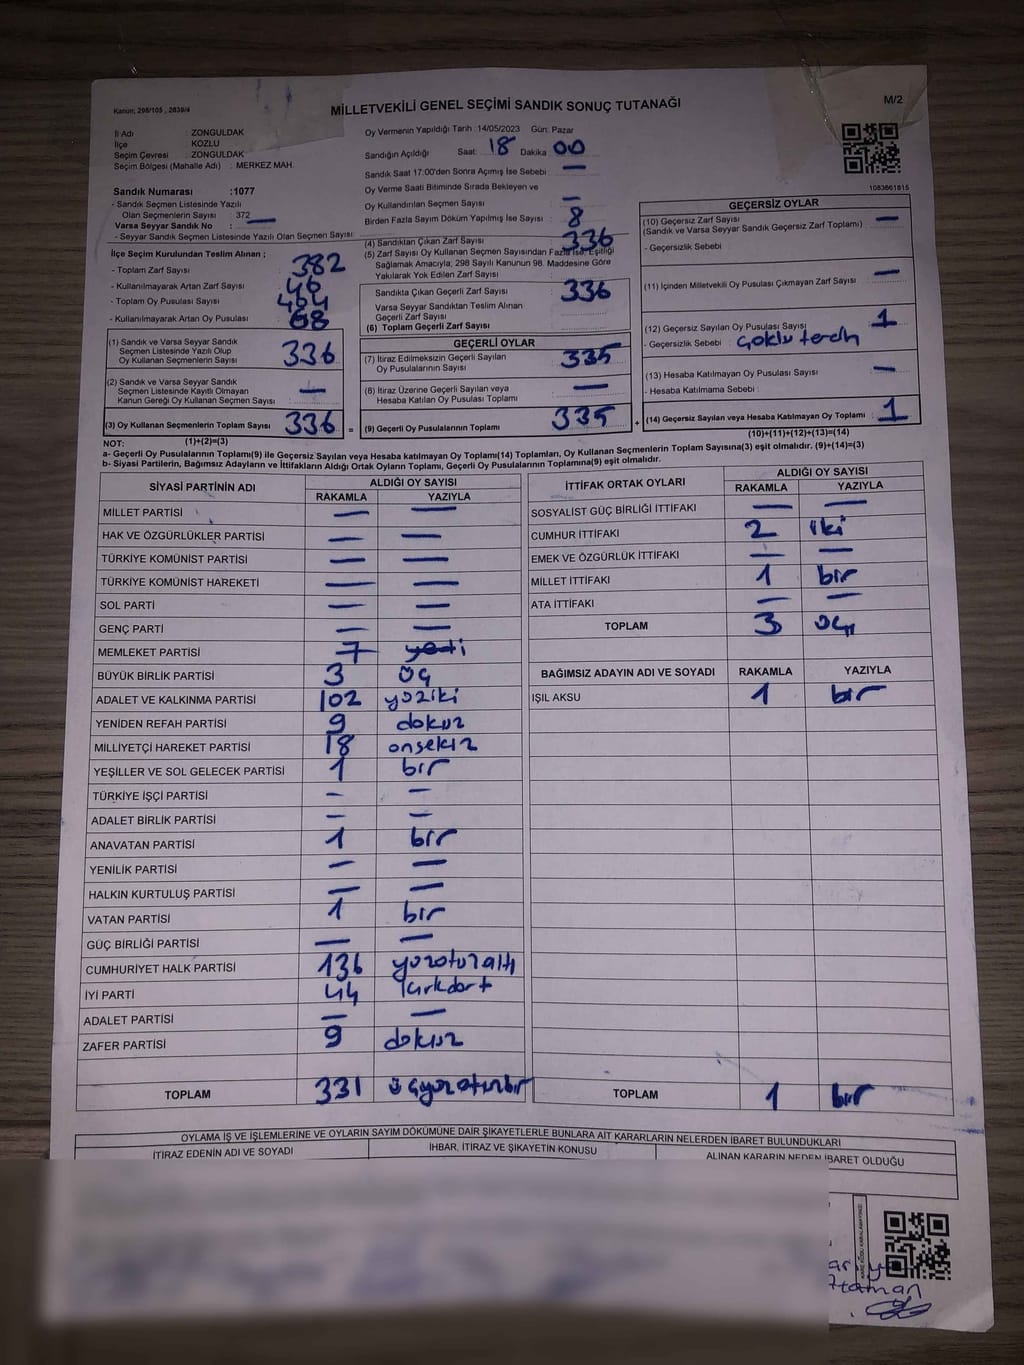 Kanun; 298/105 , 2839/4
MİLLETVEKİLİ GENEL SEÇİMİ SANDIK SONUÇ TUTANAĞI
M/2
İl Adı : ZONGULDAK
İlçe : KOZLU
Seçim Çevresi : ZONGULDAK
Seçim Bölgesi (Mahalle Adı) : MERKEZ MAH.
Sandık Numarası :1077
- Sandık Seçmen Listesinde Yazılı
Olan Seçmenlerin Sayısı : 372
Varsa Seyyar Sandık No : —
- Seyyar Sandık Seçmen Listesinde Yazılı Olan Seçmen Sayısı:
Oy Vermenin Yapıldığı Tarih :14/05/2023 Gün: Pazar
Sandığın Açıldığı Saat: 18 Dakika 00
Sandık Saat 17.00'den Sonra Açımış İse Sebebi : —
Oy Verme Saati Bitiminde Sırada Bekleyen ve
Oy Kullandırılan Seçmen Sayısı : —
Birden Fazla Sayım Döküm Yapılmış İse Sayısı : 8
1083661815
İlçe Seçim Kurulundan Teslim Alınan ;
- Toplam Zarf Sayısı : 382
- Kullanılmayarak Artan Zarf Sayısı : 46
- Toplam Oy Pusulası Sayısı : 404
- Kullanılmayarak Artan Oy Pusulası : 68
(1) Sandık ve Varsa Seyyar Sandık
Seçmen Listesinde Yazılı Olup
Oy Kullanan Seçmenlerin Sayısı : 336
(2) Sandık ve Varsa Seyyar Sandık
Seçmen Listesinde Kayıtlı Olmayan
Kanun Gereği Oy Kullanan Seçmen Sayısı : —
(3) Oy Kullanan Seçmenlerin Toplam Sayısı 336 =
(4) Sandıktan Çıkan Zarf Sayısı : 336
(5) Zarf Sayısı Oy Kullanan Seçmen Sayısından Fazla İse, Eşitliği
Sağlamak Amacıyla; 298 Sayılı Kanunun 98. Maddesine Göre
Yakılarak Yok Edilen Zarf Sayısı :
Sandıkta Çıkan Geçerli Zarf Sayısı : 336
Varsa Seyyar Sandıktan Teslim Alınan
Geçerli Zarf Sayısı :
(6) Toplam Geçerli Zarf Sayısı :
GEÇERLİ OYLAR
(7) İtiraz Edilmeksizin Geçerli Sayılan
Oy Pusulalarının Sayısı : 335
(8) İtiraz Üzerine Geçerli Sayılan veya
Hesaba Katılan Oy Pusulası Toplamı : —
(9) Geçerli Oy Pusulalarının Toplamı : 335 +
GEÇERSİZ OYLAR
(10) Geçersiz Zarf Sayısı : —
(Sandık ve Varsa Seyyar Sandık Geçersiz Zarf Toplamı)
- Geçersizlik Sebebi :
(11) İçinden Milletvekili Oy Pusulası Çıkmayan Zarf Sayısı : —
(12) Geçersiz Sayılan Oy Pusulası Sayısı : 1
- Geçersizlik Sebebi : çoklu tercih
(13) Hesaba Katılmayan Oy Pusulası Sayısı : —
- Hesaba Katılmama Sebebi :
(14) Geçersiz Sayılan veya Hesaba Katılmayan Oy Toplamı : 1
NOT: (1)+(2)=(3)
(10)+(11)+(12)+(13)=(14)
a- Geçerli Oy Pusulalarının Toplamı(9) ile Geçersiz Sayılan veya Hesaba katılmayan Oy Toplamı(14) Toplamları, Oy Kullanan Seçmenlerin Toplam Sayısına(3) eşit olmalıdır. (9)+(14)=(3)
b- Siyasi Partilerin, Bağımsız Adayların ve İttifakların Aldığı Ortak Oyların Toplamı, Geçerli Oy Pusulalarının Toplamına(9) eşit olmalıdır.
SİYASİ PARTİNİN ADI ALDIĞI OY SAYISI
RAKAMLA YAZIYLA
MİLLET PARTİSİ — —
HAK VE ÖZGÜRLÜKLER PARTİSİ — —
TÜRKİYE KOMÜNİST PARTİSİ — —
TÜRKİYE KOMÜNİST HAREKETİ — —
SOL PARTİ — —
GENÇ PARTİ — —
MEMLEKET PARTİSİ 7 yedi
BÜYÜK BİRLİK PARTİSİ 3 üç
ADALET VE KALKINMA PARTİSİ 102 yüziki
YENİDEN REFAH PARTİSİ 9 dokuz
MİLLİYETÇİ HAREKET PARTİSİ 18 onsekiz
YEŞİLLER VE SOL GELECEK PARTİSİ 1 bir
TÜRKİYE İŞÇİ PARTİSİ — —
ADALET BİRLİK PARTİSİ — —
ANAVATAN PARTİSİ 1 bir
YENİLİK PARTİSİ — —
HALKIN KURTULUŞ PARTİSİ — —
VATAN PARTİSİ 1 bir
GÜÇ BİRLİĞİ PARTİSİ — —
CUMHURİYET HALK PARTİSİ 136 yüzotuzaltı
İYİ PARTİ 44 kırkdört
ADALET PARTİSİ — —
ZAFER PARTİSİ 9 dokuz
TOPLAM 331 üçyüzotuzbir
İTTİFAK ORTAK OYLARI ALDIĞI OY SAYISI
RAKAMLA YAZIYLA
SOSYALİST GÜÇ BİRLİĞİ İTTİFAKI — —
CUMHUR İTTİFAKI 2 iki
EMEK VE ÖZGÜRLÜK İTTİFAKI — —
MİLLET İTTİFAKI 1 bir
ATA İTTİFAKI — —
TOPLAM 3 üç
BAĞIMSIZ ADAYIN ADI VE SOYADI RAKAMLA YAZIYLA
IŞIL AKSU 1 bir
TOPLAM 1 bir
OYLAMA İŞ VE İŞLEMLERİNE VE OYLARIN SAYIM DÖKÜMÜNE DAİR ŞİKAYETLERLE BUNLARA AİT KARARLARIN NELERDEN İBARET BULUNDUKLARI
İTİRAZ EDENİN ADI VE SOYADI İHBAR, İTİRAZ VE ŞİKAYETİN KONUSU ALINAN KARARIN NEDEN İBARET OLDUĞU